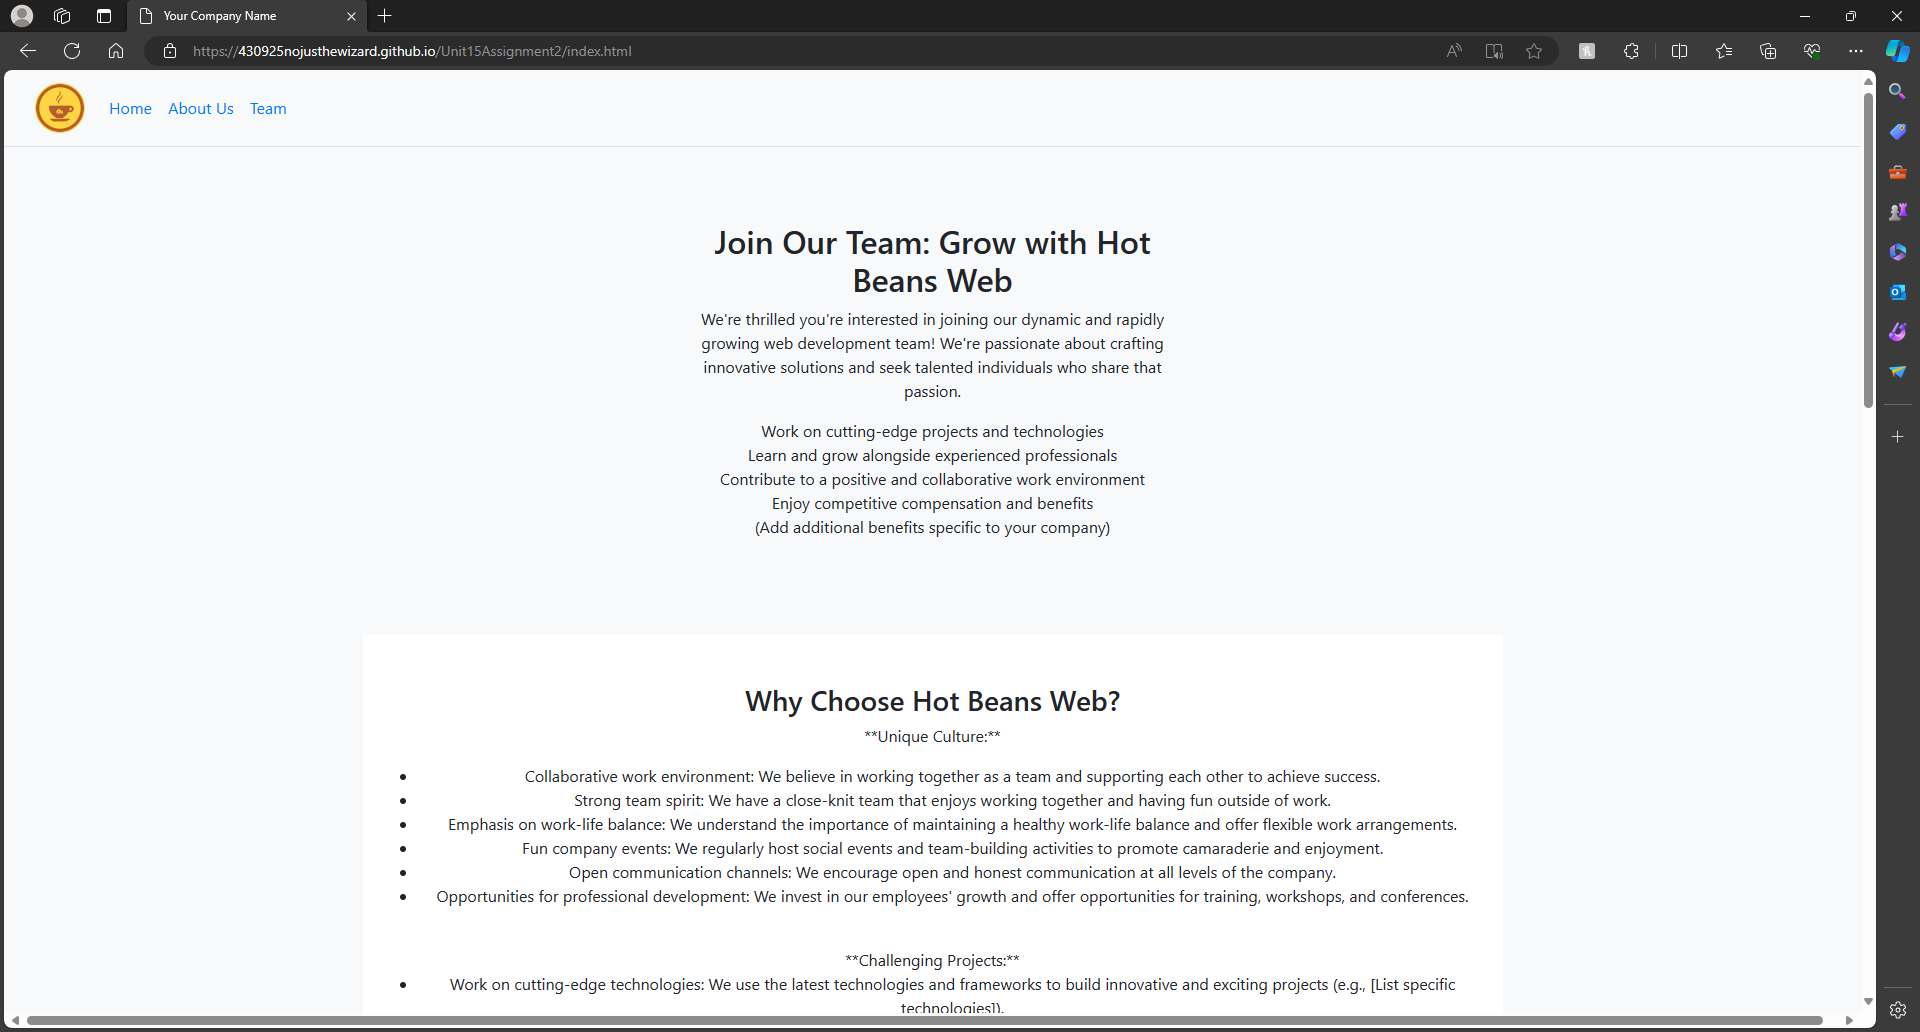 Your Company Name
https://430925nojusthewizard.github.io/Unit15Assignment2/index.html
Home About Us Team
Join Our Team: Grow with Hot
Beans Web
We're thrilled you're interested in joining our dynamic and rapidly
growing web development team! We're passionate about crafting
innovative solutions and seek talented individuals who share that
passion.
Work on cutting-edge projects and technologies
Learn and grow alongside experienced professionals
Contribute to a positive and collaborative work environment
Enjoy competitive compensation and benefits
(Add additional benefits specific to your company)
Why Choose Hot Beans Web?
**Unique Culture:**
• Collaborative work environment: We believe in working together as a team and supporting each other to achieve success.
• Strong team spirit: We have a close-knit team that enjoys working together and having fun outside of work.
• Emphasis on work-life balance: We understand the importance of maintaining a healthy work-life balance and offer flexible work arrangements.
• Fun company events: We regularly host social events and team-building activities to promote camaraderie and enjoyment.
• Open communication channels: We encourage open and honest communication at all levels of the company.
• Opportunities for professional development: We invest in our employees' growth and offer opportunities for training, workshops, and conferences.
**Challenging Projects:**
• Work on cutting-edge technologies: We use the latest technologies and frameworks to build innovative and exciting projects (e.g., [List specific
technologies]).